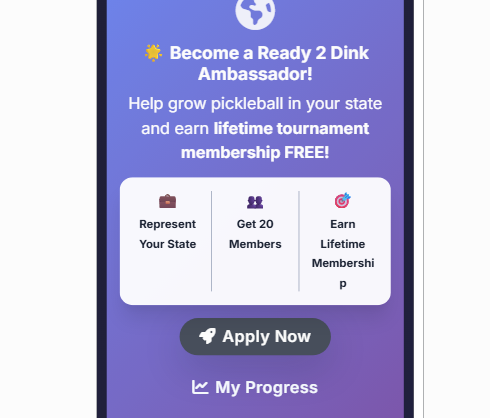 🌟 Become a Ready 2 Dink
Ambassador!
Help grow pickleball in your state
and earn lifetime tournament
membership FREE!
Represent
Your State
Get 20
Members
Earn
Lifetime
Membershi
p
Apply Now
My Progress